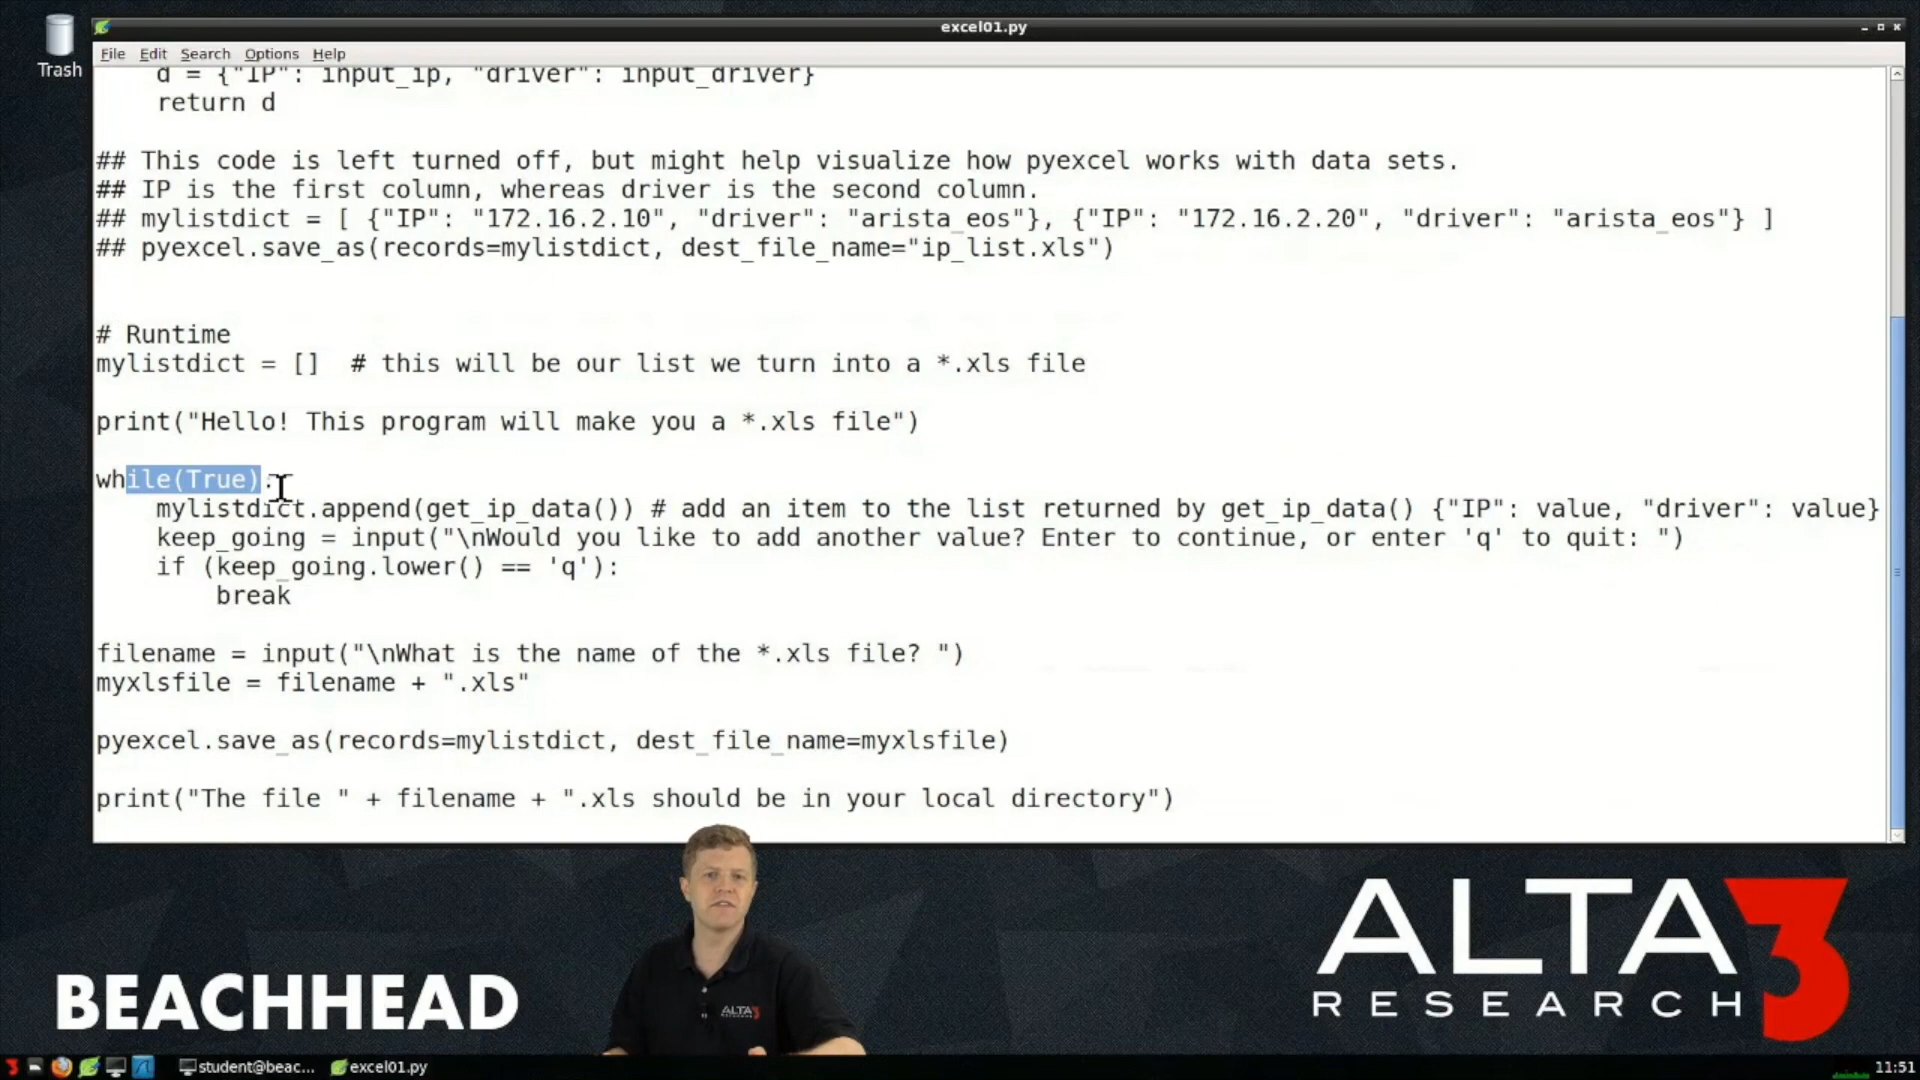 excel01.py
Trash
File Edit Search Options Help
d = {"IP": input_ip, "driver": input_driver}
return d
## This code is left turned off, but might help visualize how pyexcel works with data sets.
## IP is the first column, whereas driver is the second column.
## mylistdict = [ {"IP": "172.16.2.10", "driver": "arista_eos"}, {"IP": "172.16.2.20", "driver": "arista_eos"} ]
## pyexcel.save_as(records=mylistdict, dest_file_name="ip_list.xls")
# Runtime
mylistdict = []  # this will be our list we turn into a *.xls file
print("Hello! This program will make you a *.xls file")
while(True):
mylistdict.append(get_ip_data()) # add an item to the list returned by get_ip_data() {"IP": value, "driver": value}
keep_going = input("\nWould you like to add another value? Enter to continue, or enter 'q' to quit: ")
if (keep_going.lower() == 'q'):
break
filename = input("\nWhat is the name of the *.xls file? ")
myxlsfile = filename + ".xls"
pyexcel.save_as(records=mylistdict, dest_file_name=myxlsfile)
print("The file " + filename + ".xls should be in your local directory")
BEACHHEAD
ALTA3
ALTA3
RESEARCH
student@beac...
excel01.py
11:51